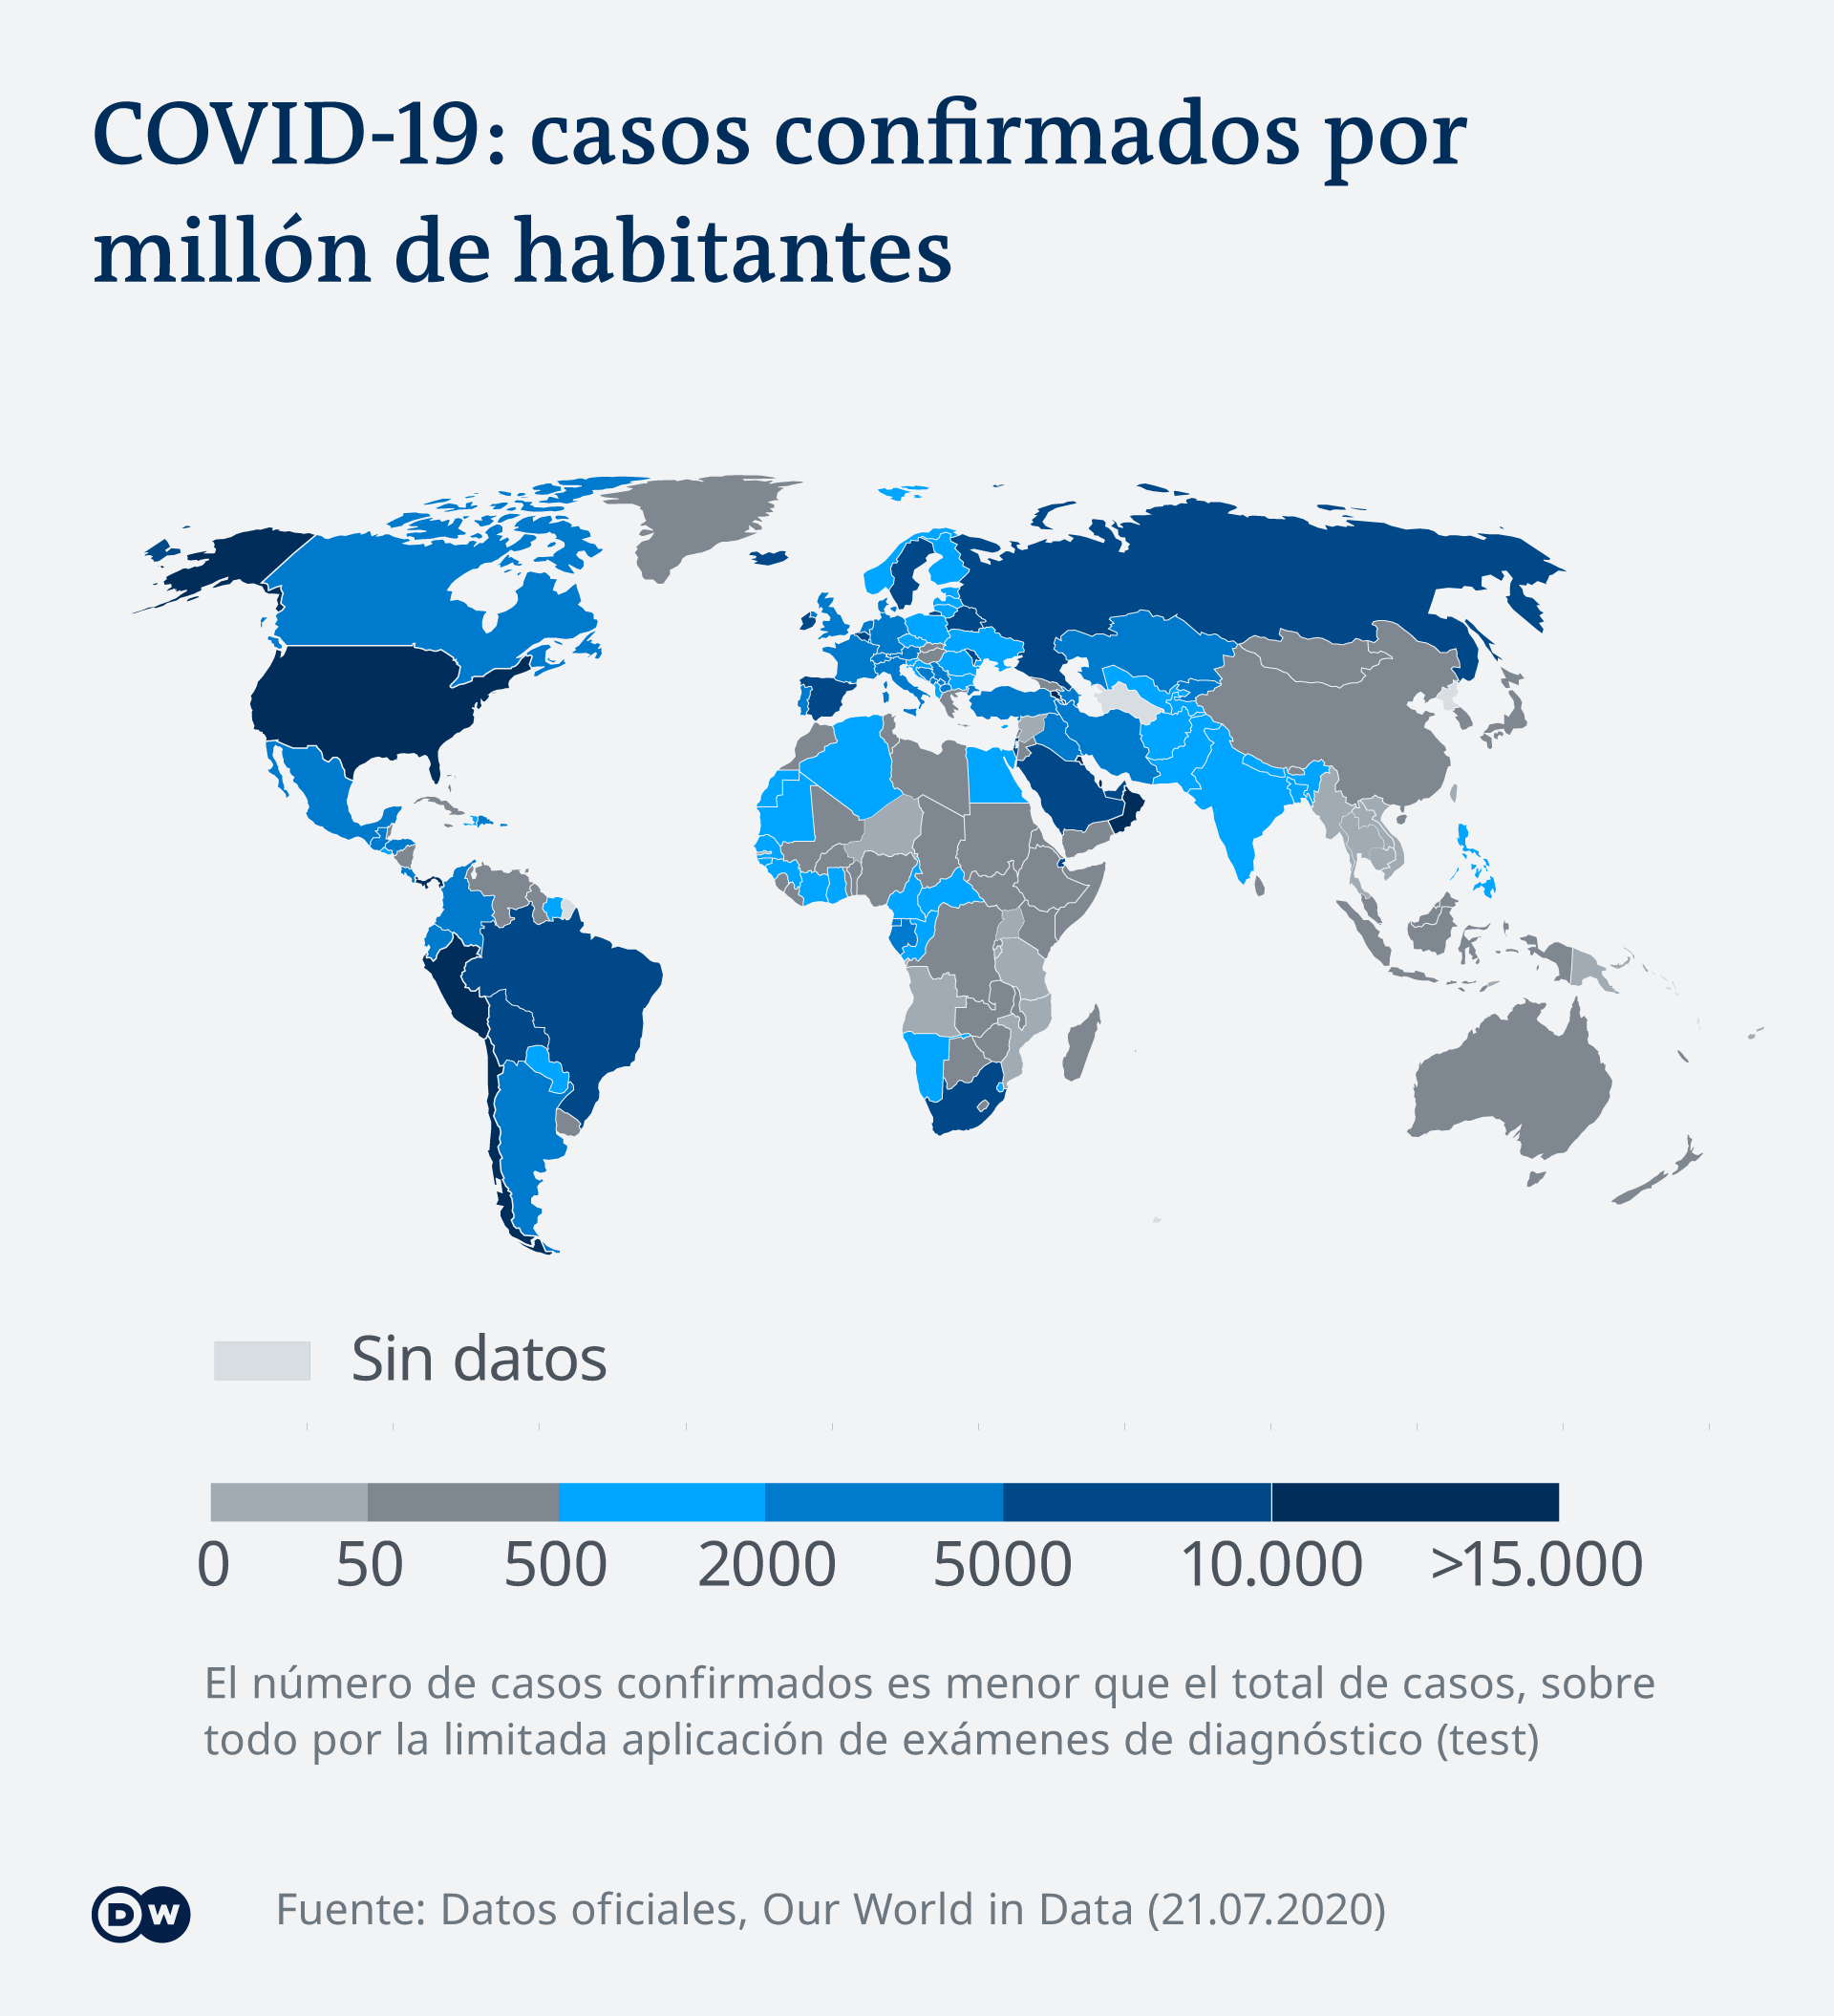 COVID-19: casos confirmados por
millón de habitantes
Sin datos
0 50 500 2000 5000 10.000 >15.000
El número de casos confirmados es menor que el total de casos, sobre
todo por la limitada aplicación de exámenes de diagnóstico (test)
DW Fuente: Datos oficiales, Our World in Data (21.07.2020)